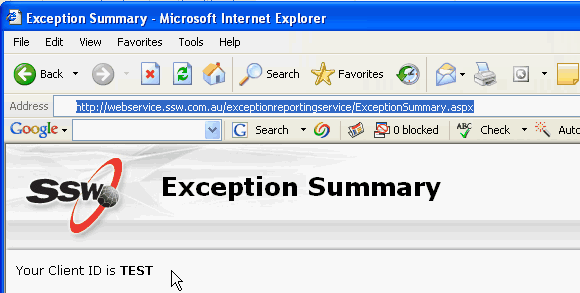 Exception Summary - Microsoft Internet Explorer
File Edit View Favorites Tools Help
Back Search Favorites
Address http://webservice.ssw.com.au/exceptionreportingservice/ExceptionSummary.aspx
Google G Search 0 blocked ABC Check Auto
SSW Exception Summary
Your Client ID is TEST